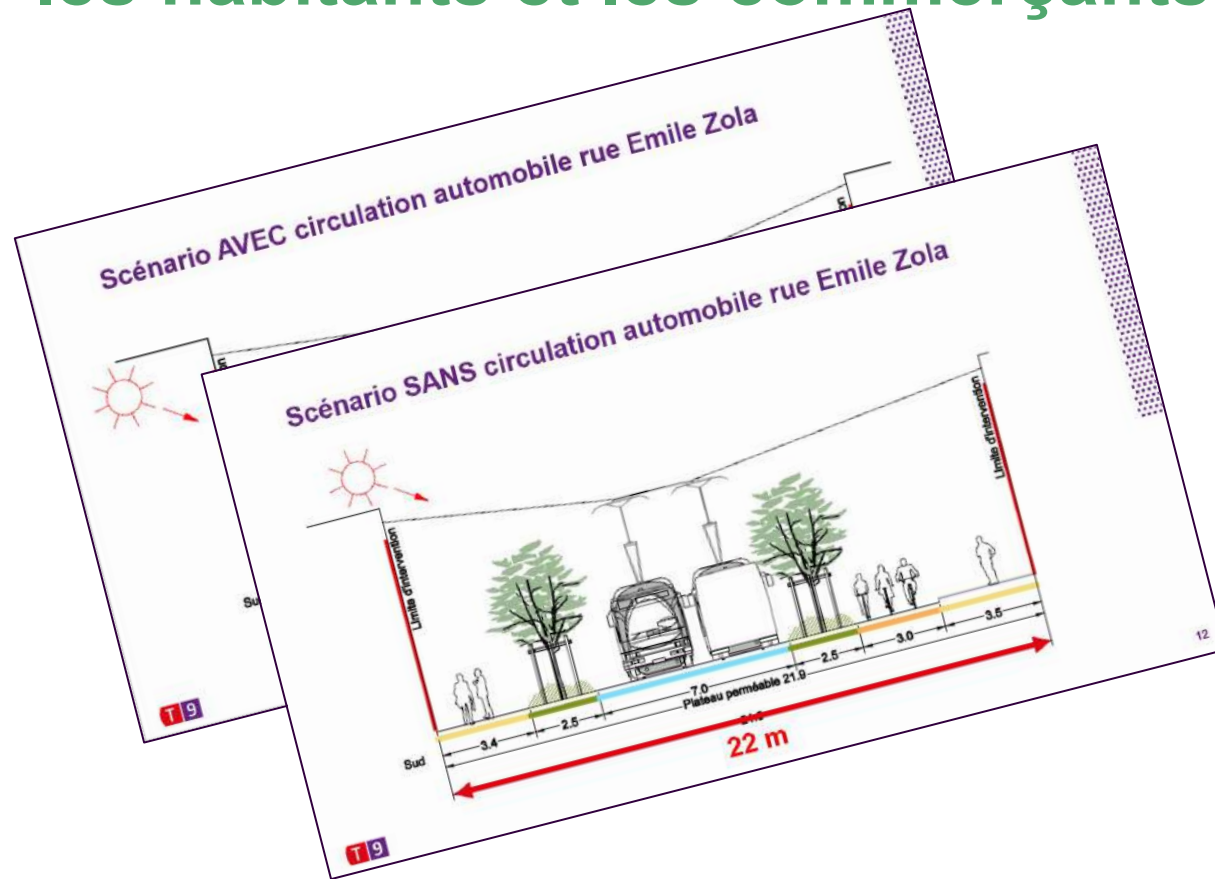 les habitants et les commerçants
Scénario AVEC circulation automobile rue Emile Zola
T 9
Scénario SANS circulation automobile rue Emile Zola
Limite d'intervention
Limite d'intervention
Sud
3.4
2.5
7.0
2.5
3.0
3.5
Plateau perméable 21.9
22 m
12
T 9